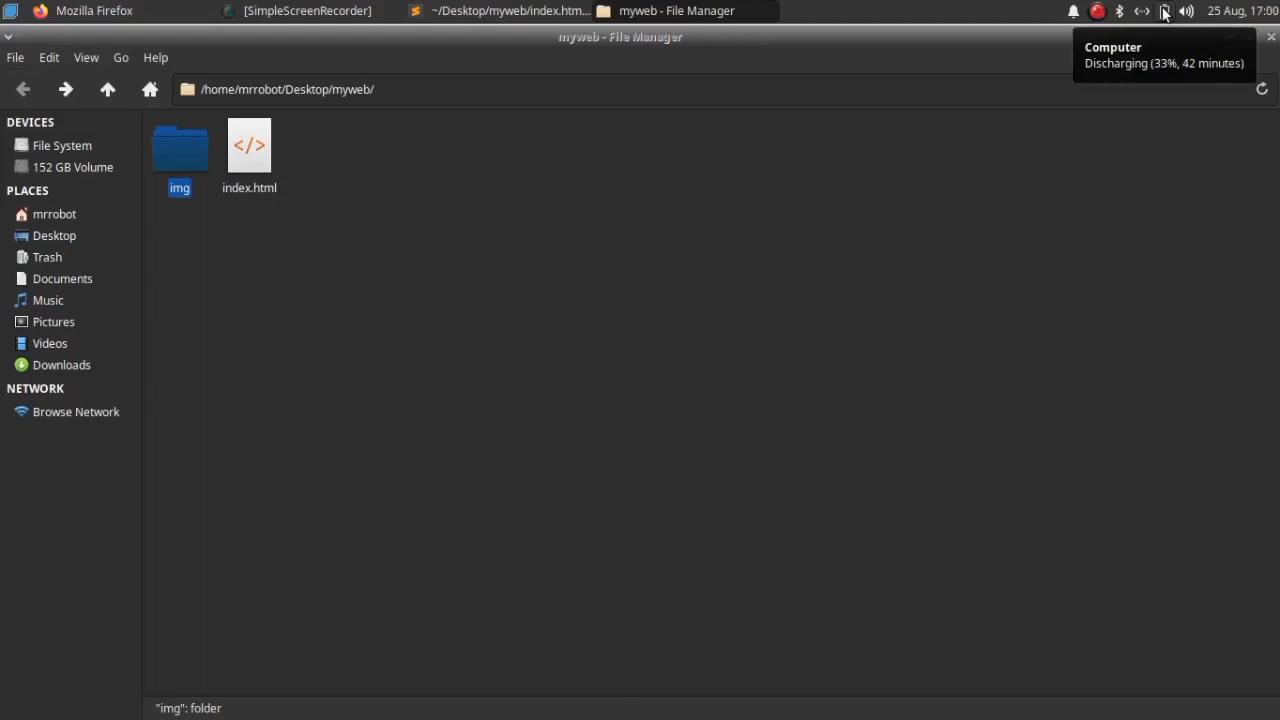 Mozilla Firefox
[SimpleScreenRecorder]
~/Desktop/myweb/index.htm...
myweb - File Manager
25 Aug, 17:00
myweb - File Manager
File Edit View Go Help
Computer
Discharging (33%, 42 minutes)
/home/mrrobot/Desktop/myweb/
DEVICES
File System
152 GB Volume
PLACES
mrrobot
Desktop
Trash
Documents
Music
Pictures
Videos
Downloads
NETWORK
Browse Network
</>
img
index.html
"img": folder